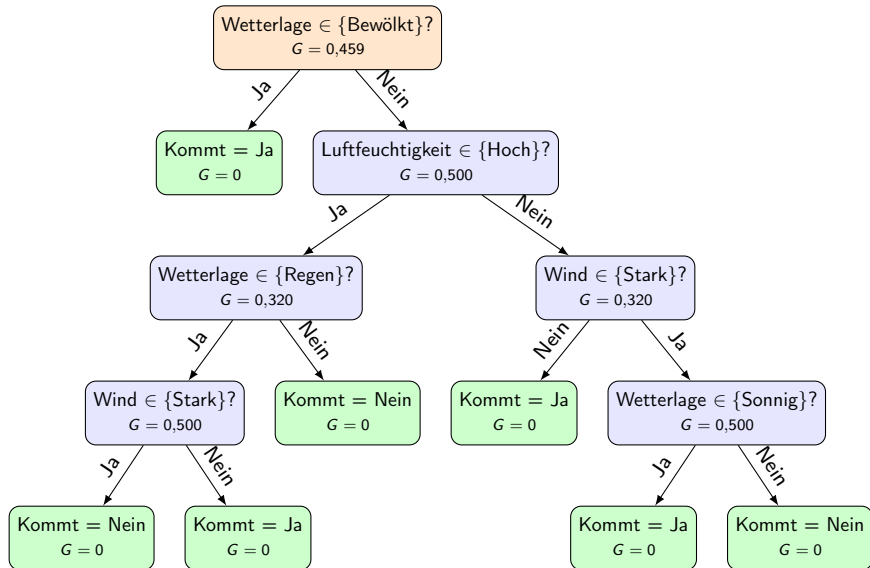 Wetterlage ∈ {Bewölkt}?
G = 0,459
Ja
Nein
Kommt = Ja
G = 0
Luftfeuchtigkeit ∈ {Hoch}?
G = 0,500
Ja
Nein
Wetterlage ∈ {Regen}?
G = 0,320
Wind ∈ {Stark}?
G = 0,320
Ja
Nein
Nein
Ja
Wind ∈ {Stark}?
G = 0,500
Kommt = Nein
G = 0
Kommt = Ja
G = 0
Wetterlage ∈ {Sonnig}?
G = 0,500
Ja
Nein
Ja
Nein
Kommt = Nein
G = 0
Kommt = Ja
G = 0
Kommt = Ja
G = 0
Kommt = Nein
G = 0